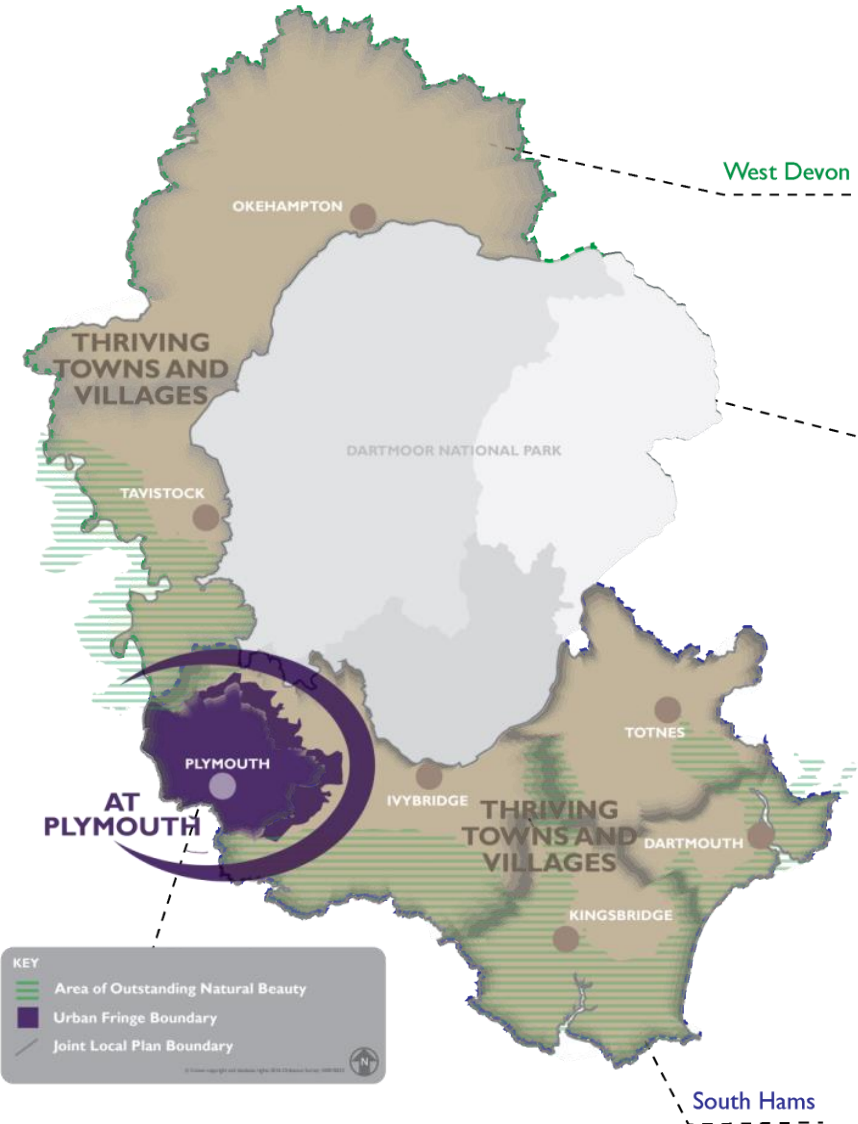 West Devon
OKEHAMPTON
THRIVING
TOWNS AND
VILLAGES
DARTMOOR NATIONAL PARK
TAVISTOCK
TOTNES
PLYMOUTH
IVYBRIDGE
AT
PLYMOUTH
THRIVING
TOWNS AND
VILLAGES
DARTMOUTH
KINGSBRIDGE
KEY
Area of Outstanding Natural Beauty
Urban Fringe Boundary
Joint Local Plan Boundary
N
South Hams